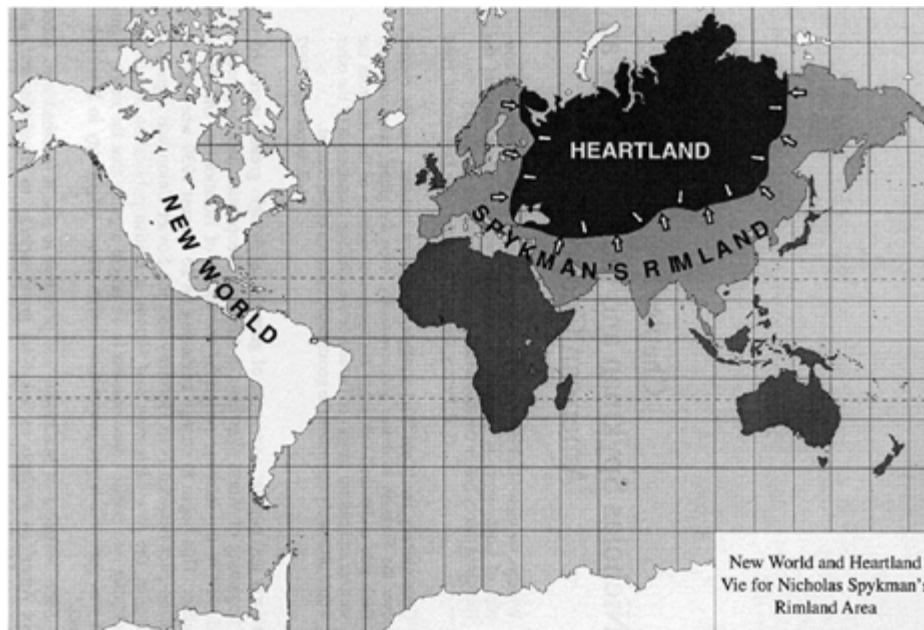 HEARTLAND
NEW WORLD
SPYKMAN'S RIMLAND
New World and Heartland
Vie for Nicholas Spykman's
Rimland Area